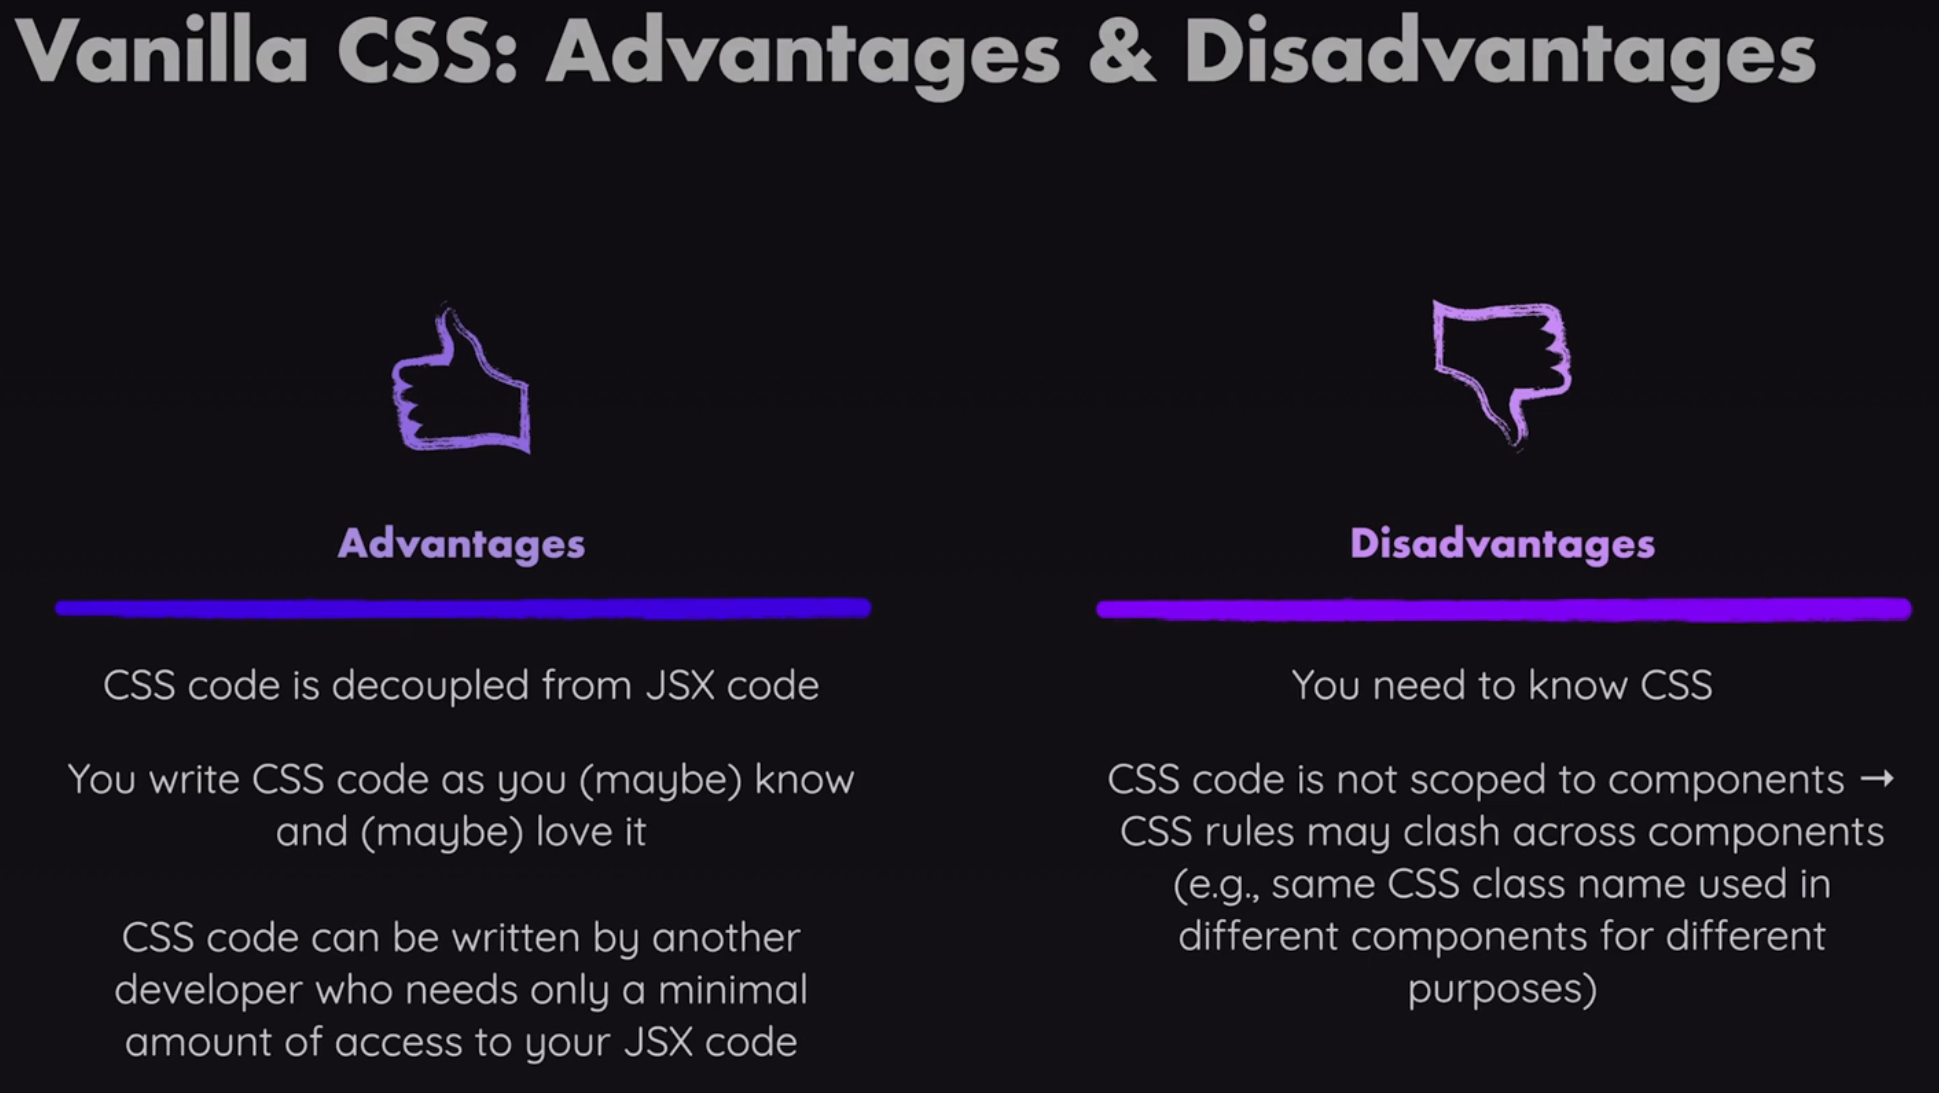 Vanilla CSS: Advantages & Disadvantages
Advantages
CSS code is decoupled from JSX code
You write CSS code as you (maybe) know
and (maybe) love it
CSS code can be written by another
developer who needs only a minimal
amount of access to your JSX code
Disadvantages
You need to know CSS
CSS code is not scoped to components →
CSS rules may clash across components
(e.g., same CSS class name used in
different components for different
purposes)